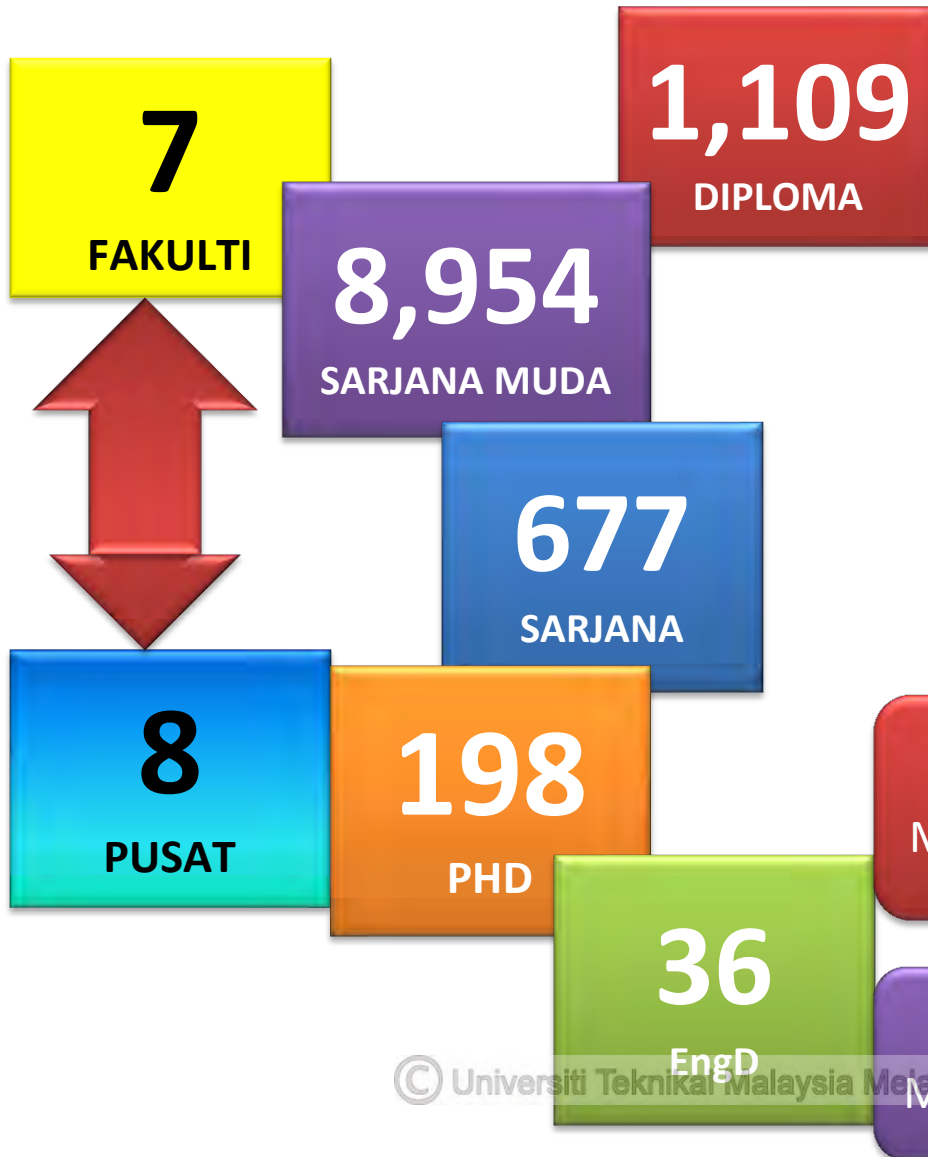 1,109
DIPLOMA
7
FAKULTI
8,954
SARJANA MUDA
677
SARJANA
8
PUSAT
198
PHD
36
EngD
© Universiti Teknikal Malaysia